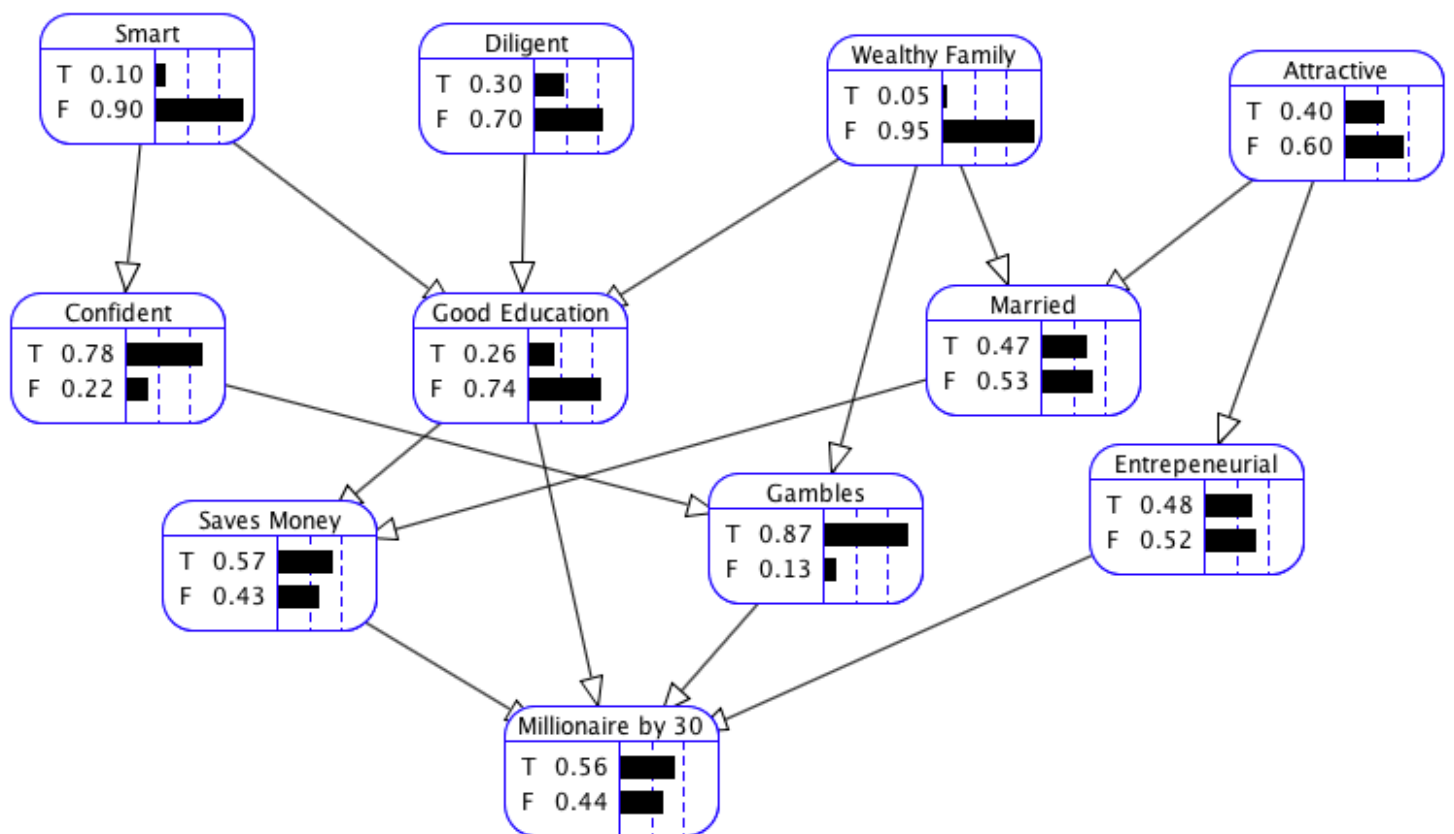 Smart
T 0.10
F 0.90
Diligent
T 0.30
F 0.70
Wealthy Family
T 0.05
F 0.95
Attractive
T 0.40
F 0.60
Confident
T 0.78
F 0.22
Good Education
T 0.26
F 0.74
Married
T 0.47
F 0.53
Saves Money
T 0.57
F 0.43
Gambles
T 0.87
F 0.13
Entrepeneurial
T 0.48
F 0.52
Millionaire by 30
T 0.56
F 0.44